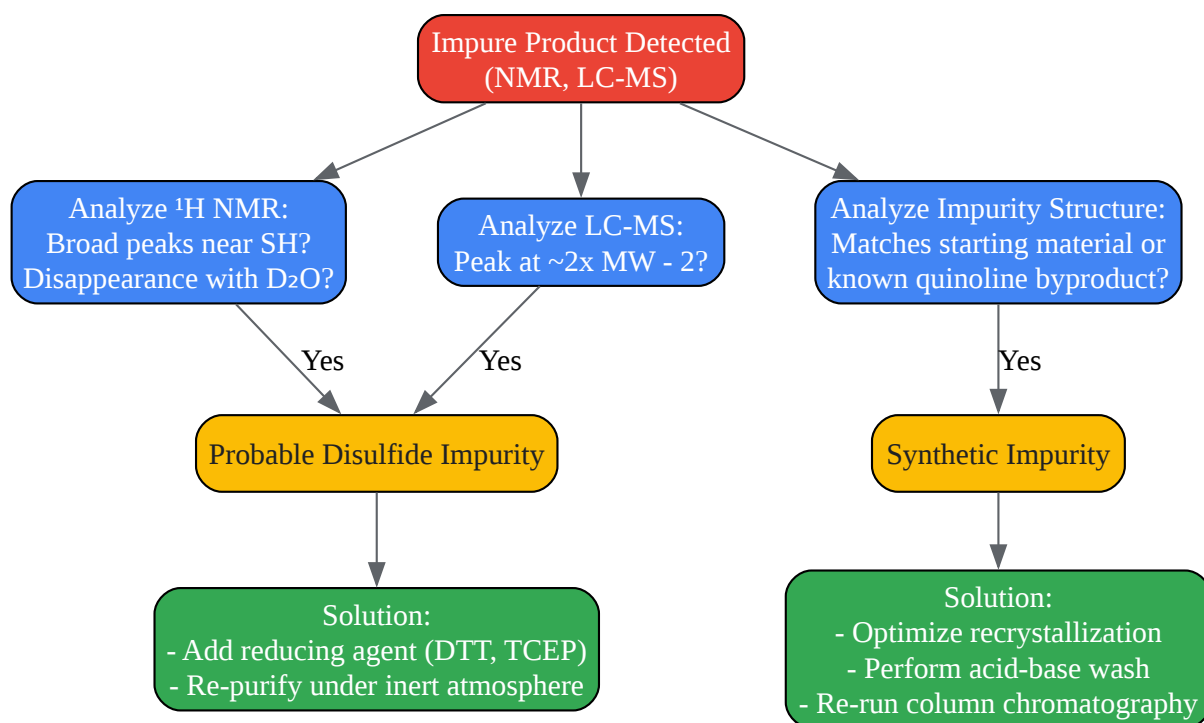 Impure Product Detected
(NMR, LC-MS)
Analyze ¹H NMR:
Broad peaks near SH?
Disappearance with D₂O?
Analyze LC-MS:
Peak at ~2x MW - 2?
Analyze Impurity Structure:
Matches starting material or
known quinoline byproduct?
Yes
Yes
Yes
Probable Disulfide Impurity
Synthetic Impurity
Solution:
- Add reducing agent (DTT, TCEP)
- Re-purify under inert atmosphere
Solution:
- Optimize recrystallization
- Perform acid-base wash
- Re-run column chromatography